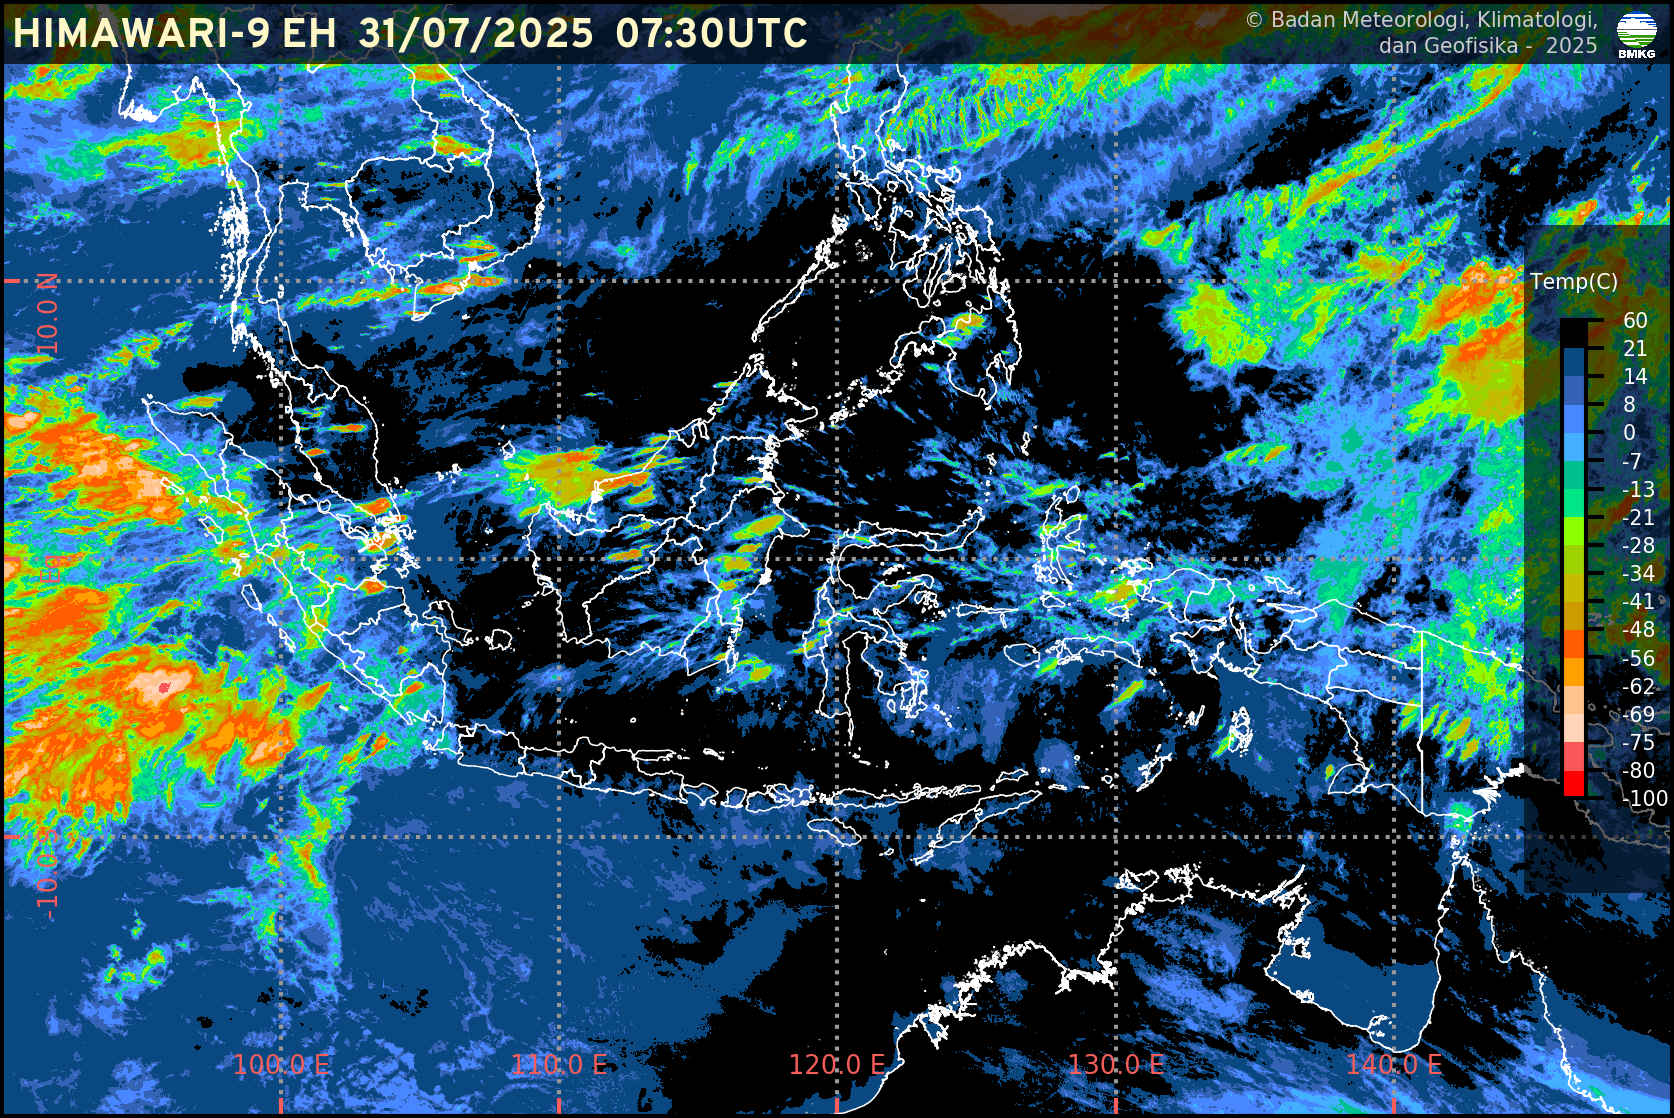 HIMAWARI-9 EH 31/07/2025 07:30UTC
© Badan Meteorologi, Klimatologi,
dan Geofisika - 2025
BMKG
Temp(C)
60
21
14
8
0
-7
-13
-21
-28
-34
-41
-48
-56
-62
-69
-75
-80
-100
10.0 N
100.0 E
110.0 E
120.0 E
130.0 E
140.0 E